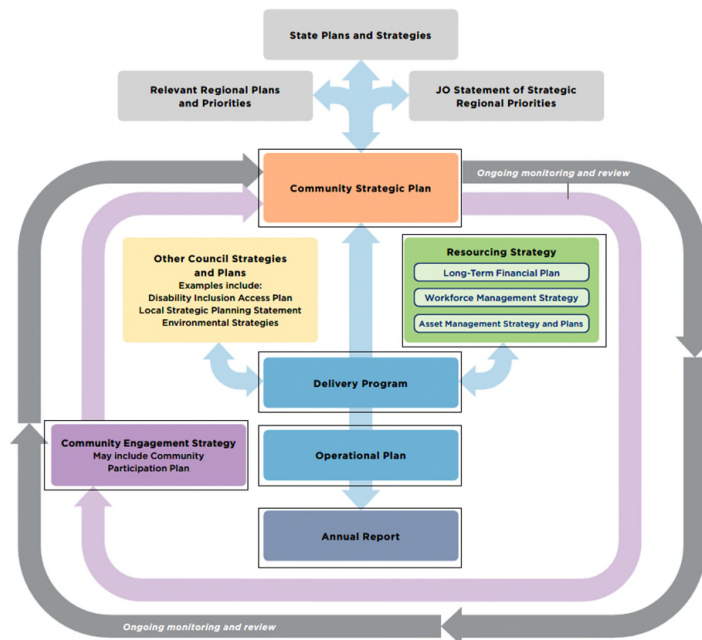 State Plans and Strategies
Relevant Regional Plans
and Priorities
JO Statement of Strategic
Regional Priorities
Community Strategic Plan
Ongoing monitoring and review
Other Council Strategies
and Plans
Examples include:
Disability Inclusion Access Plan
Local Strategic Planning Statement
Environmental Strategies
Resourcing Strategy
Long-Term Financial Plan
Workforce Management Strategy
Asset Management Strategy and Plans
Delivery Program
Community Engagement Strategy
May include Community
Participation Plan
Operational Plan
Annual Report
Ongoing monitoring and review